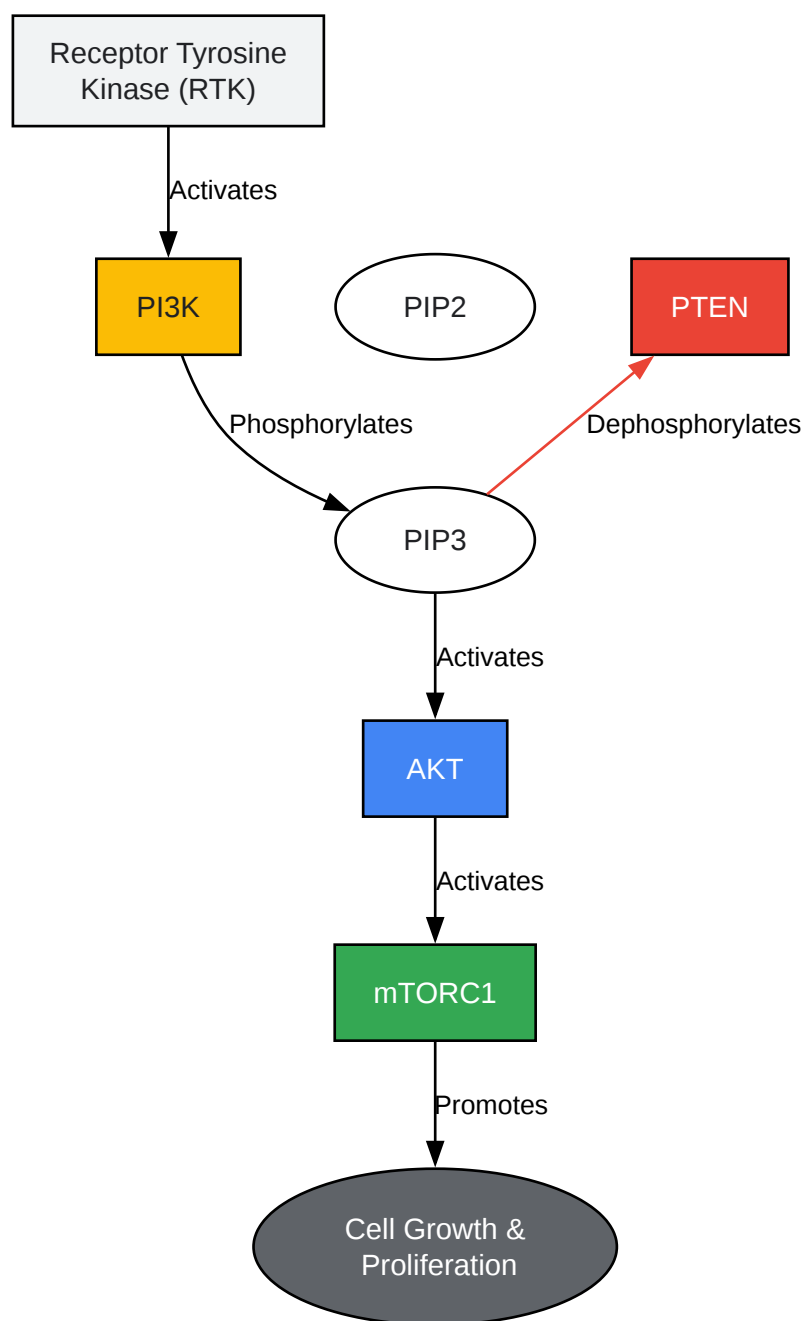 Receptor Tyrosine
Kinase (RTK)
Activates
PI3K
PIP2
PTEN
Phosphorylates
Dephosphorylates
PIP3
Activates
AKT
Activates
mTORC1
Promotes
Cell Growth &
Proliferation